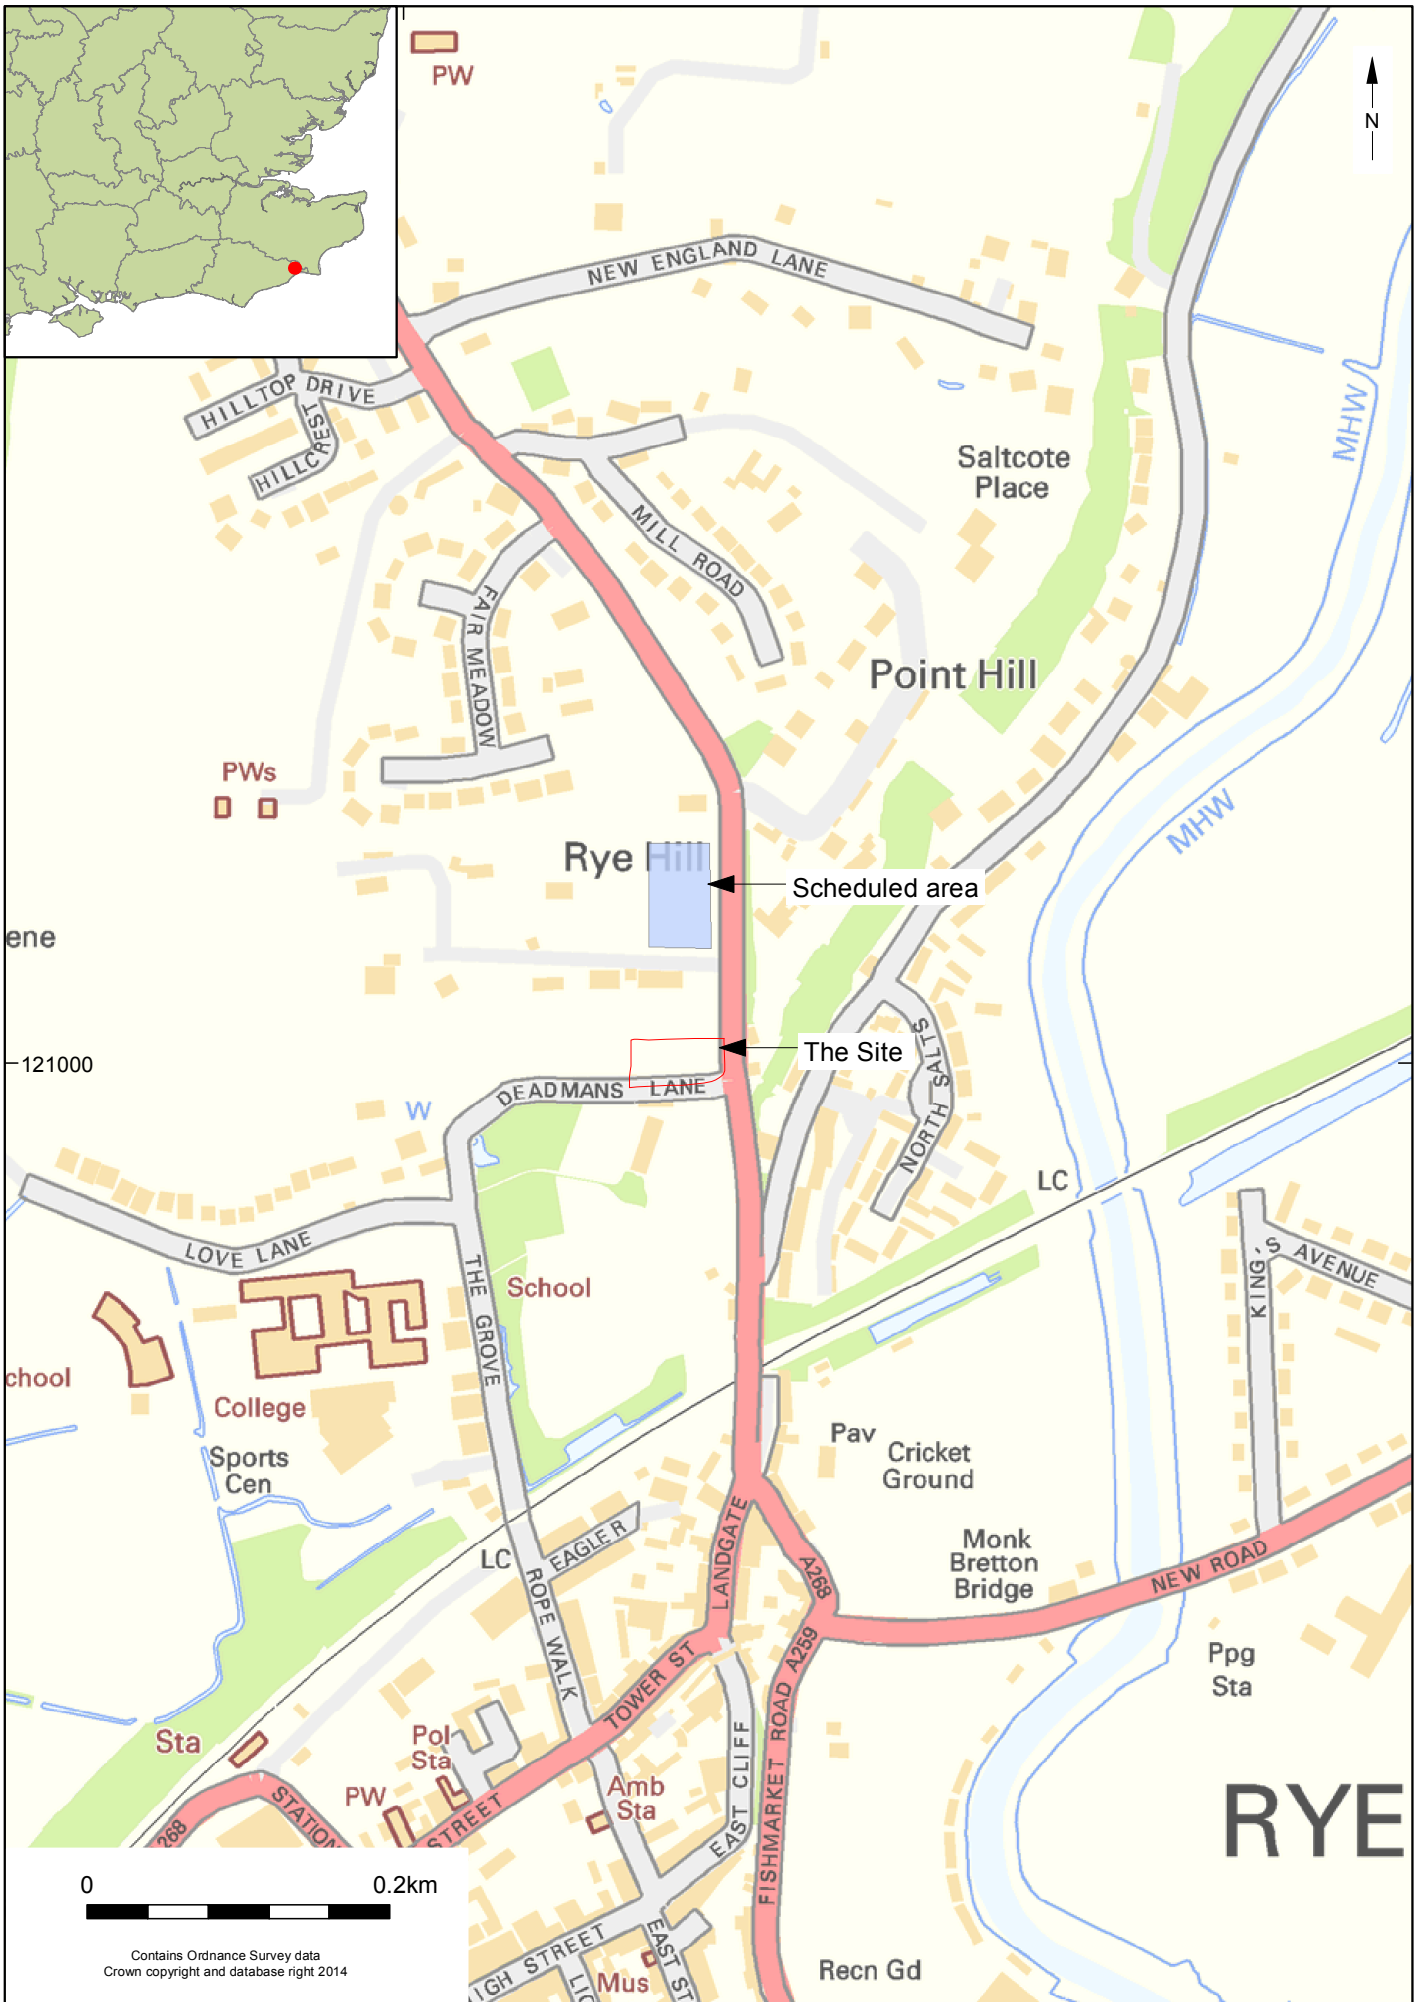 PW
N
NEW ENGLAND LANE
HILLTOP DRIVE
HILLCREST
MHW
Saltcote
Place
MILL ROAD
FAIR MEADOW
Point Hill
PWs
MHW
Rye Hill
Scheduled area
ene
The Site
121000
DEADMANS LANE
W
NORTH SALTS
LC
LOVE LANE
THE GROVE
School
KING'S AVENUE
chool
College
Sports
Cen
Pav
Cricket
Ground
LANDGATE
EAGLE R
LC
A268
Monk
Bretton
Bridge
NEW ROAD
ROPE WALK
TOWER ST
A259
FISHMARKET ROAD
Ppg
Sta
Sta
Pol
Sta
EAST CLIFF
PW
Amb
Sta
STATION
268
STREET
RYE
0
0.2km
Contains Ordnance Survey data
Crown copyright and database right 2014
IGH STREET
EAST ST
LIO
Mus
Recn Gd